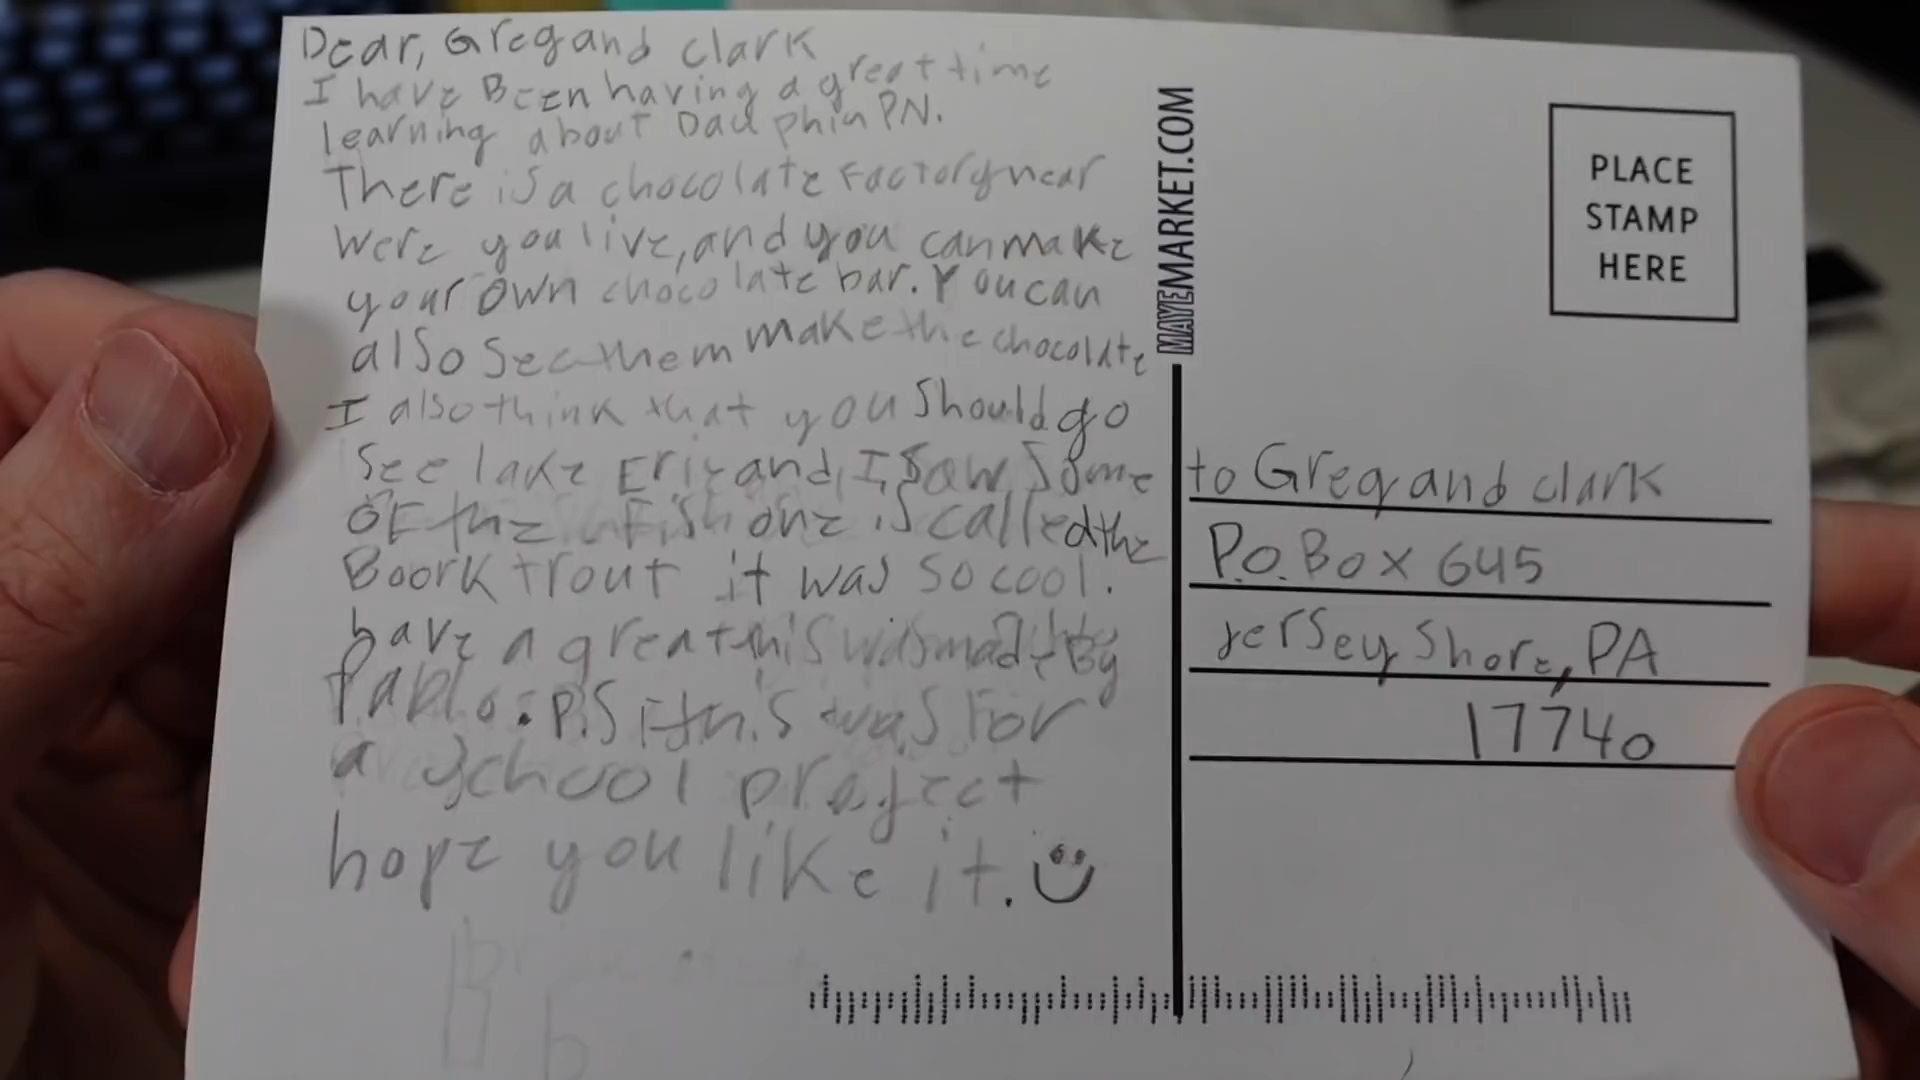 Dear, Greg and clark
I have Been having a great time
learning about Dauphin PN.
There is a chocolate Factory near
Were you live, and you can make
your own chocolate bar. You can
also See them make the chocolate
I also think that you should go
See lake Erie and, I saw some
OF the Fish one is called the
Boork trout it was so cool.
have a great this was made By
Pablo. P.S this was for
a School project
hope you like it.
MAYEMARKET.COM
PLACE
STAMP
HERE
to Greg and clark
P.O. Box 645
Jersey Shore, PA
17740